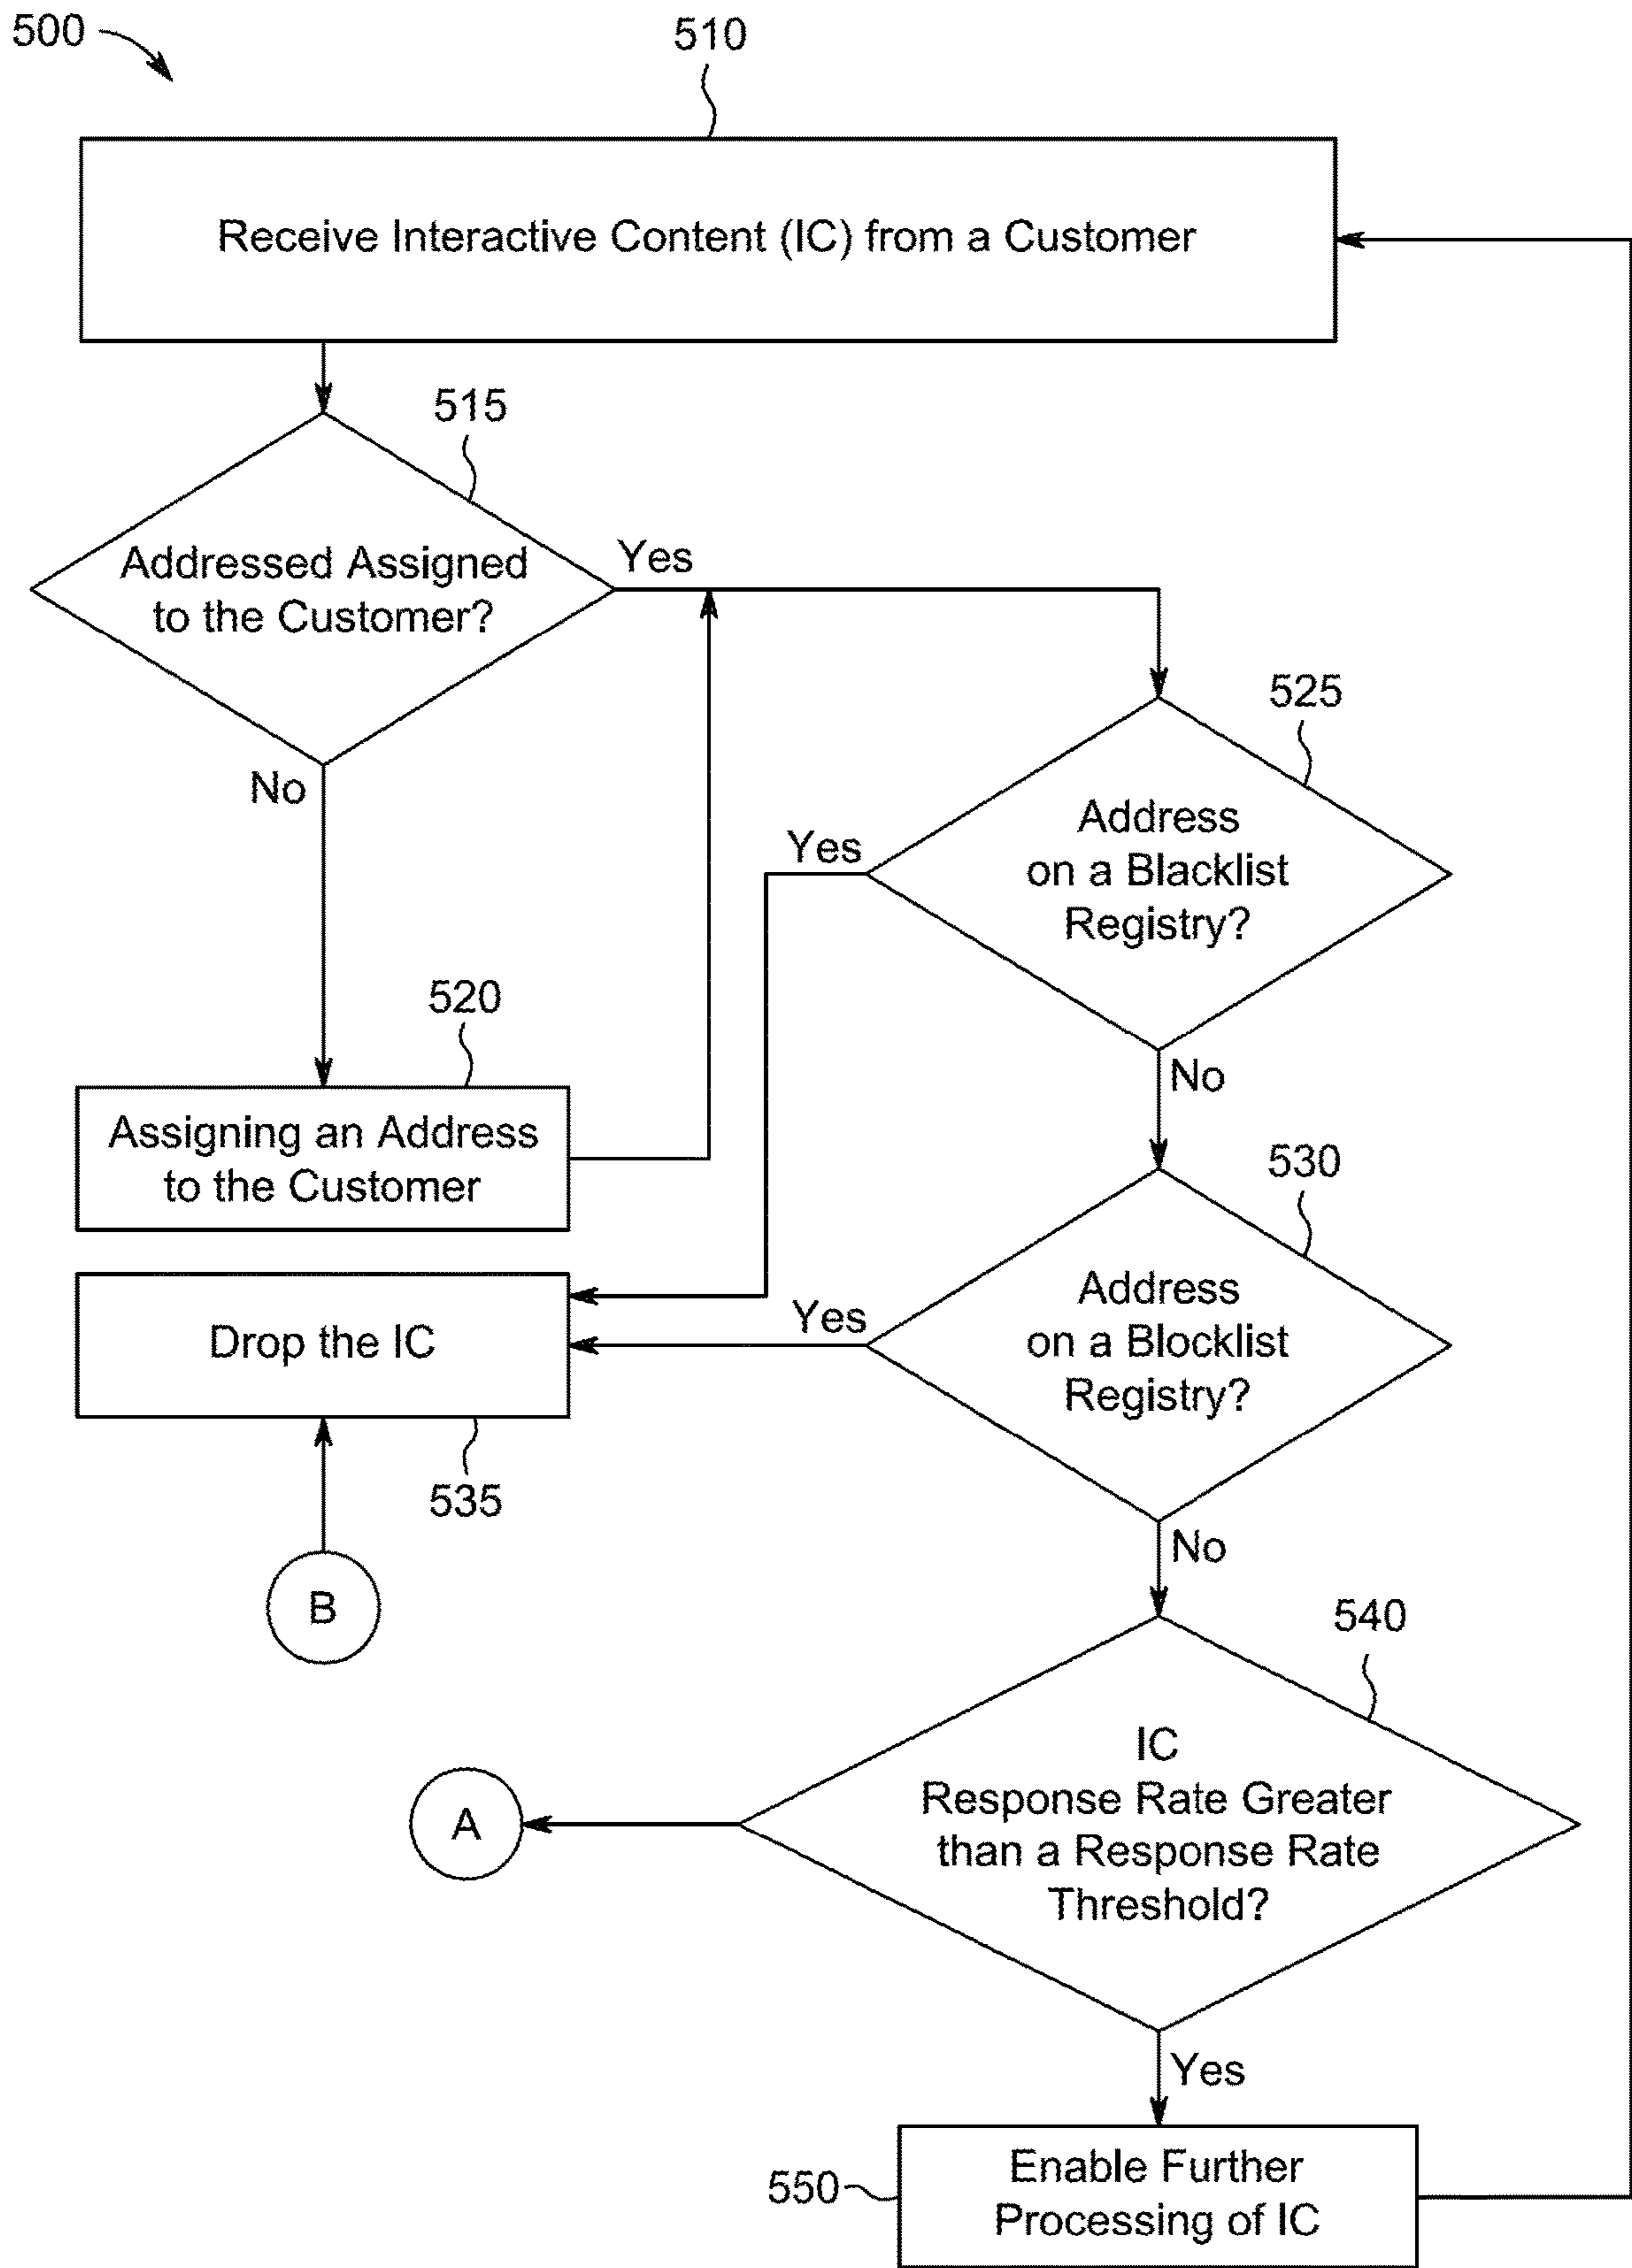 500
510
Receive Interactive Content (IC) from a Customer
515
Addressed Assigned
to the Customer?
Yes
No
525
Address
on a Blacklist
Registry?
Yes
No
520
Assigning an Address
to the Customer
530
Address
on a Blocklist
Registry?
Yes
No
Drop the IC
535
B
540
IC
Response Rate Greater
than a Response Rate
Threshold?
A
Yes
550
Enable Further
Processing of IC